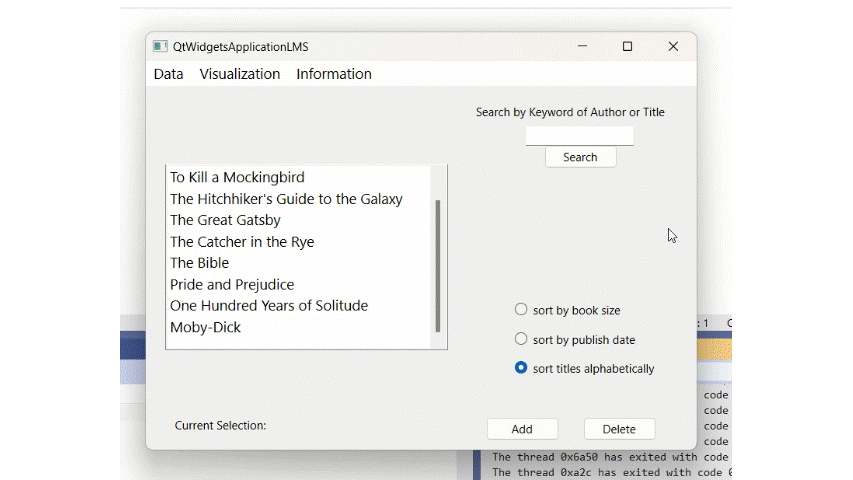 QtWidgetsApplicationLMS
Data Visualization Information
Search by Keyword of Author or Title
Search
To Kill a Mockingbird
The Hitchhiker's Guide to the Galaxy
The Great Gatsby
The Catcher in the Rye
The Bible
Pride and Prejudice
One Hundred Years of Solitude
Moby-Dick
sort by book size
sort by publish date
sort titles alphabetically
Current Selection:
Add Delete
: 1
code
code
code
code
The thread 0x6a50 has exited with code
The thread 0xa2c has exited with code